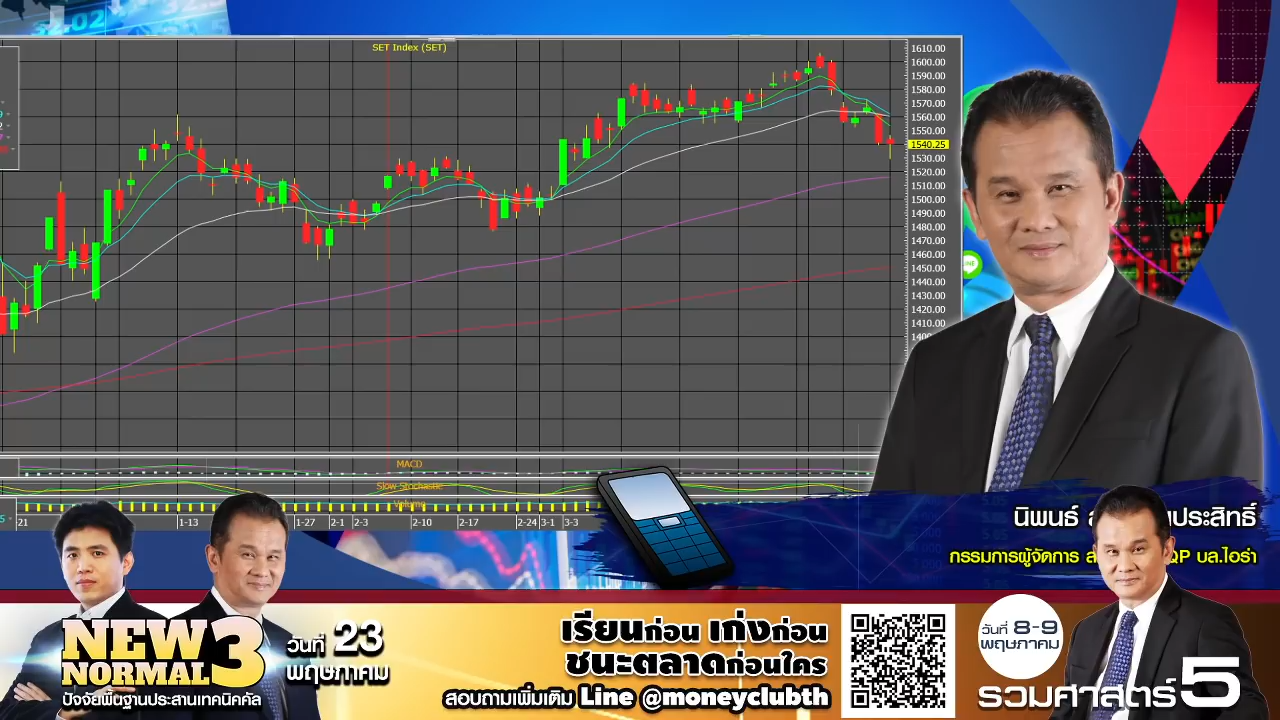 SET Index (SET)
1610.00
1600.00
1590.00
1580.00
1570.00
1560.00
1550.00
1540.25
1530.00
1520.00
1510.00
1500.00
1490.00
1480.00
1470.00
1460.00
1450.00
1440.00
1430.00
1420.00
1410.00
MACD
Slow Stochastic
Volume
21 1-13 1-27 2-1 2-3 2-10 2-17 2-24 3-1 3-3
LINE
นิพนธ์
กรรมการผู้จัดการ บล.ไอร่า
NEW
NORMAL 3
ปัจจัยพื้นฐานประสานเทคนิคคัล
วันที่ 23
พฤษภาคม
เรียนก่อน เก่งก่อน
ชนะตลาดก่อนใคร
สอบถามเพิ่มเติม Line @moneyclubth
วันที่ 8-9
พฤษภาคม
รวมศาสตร์ 5